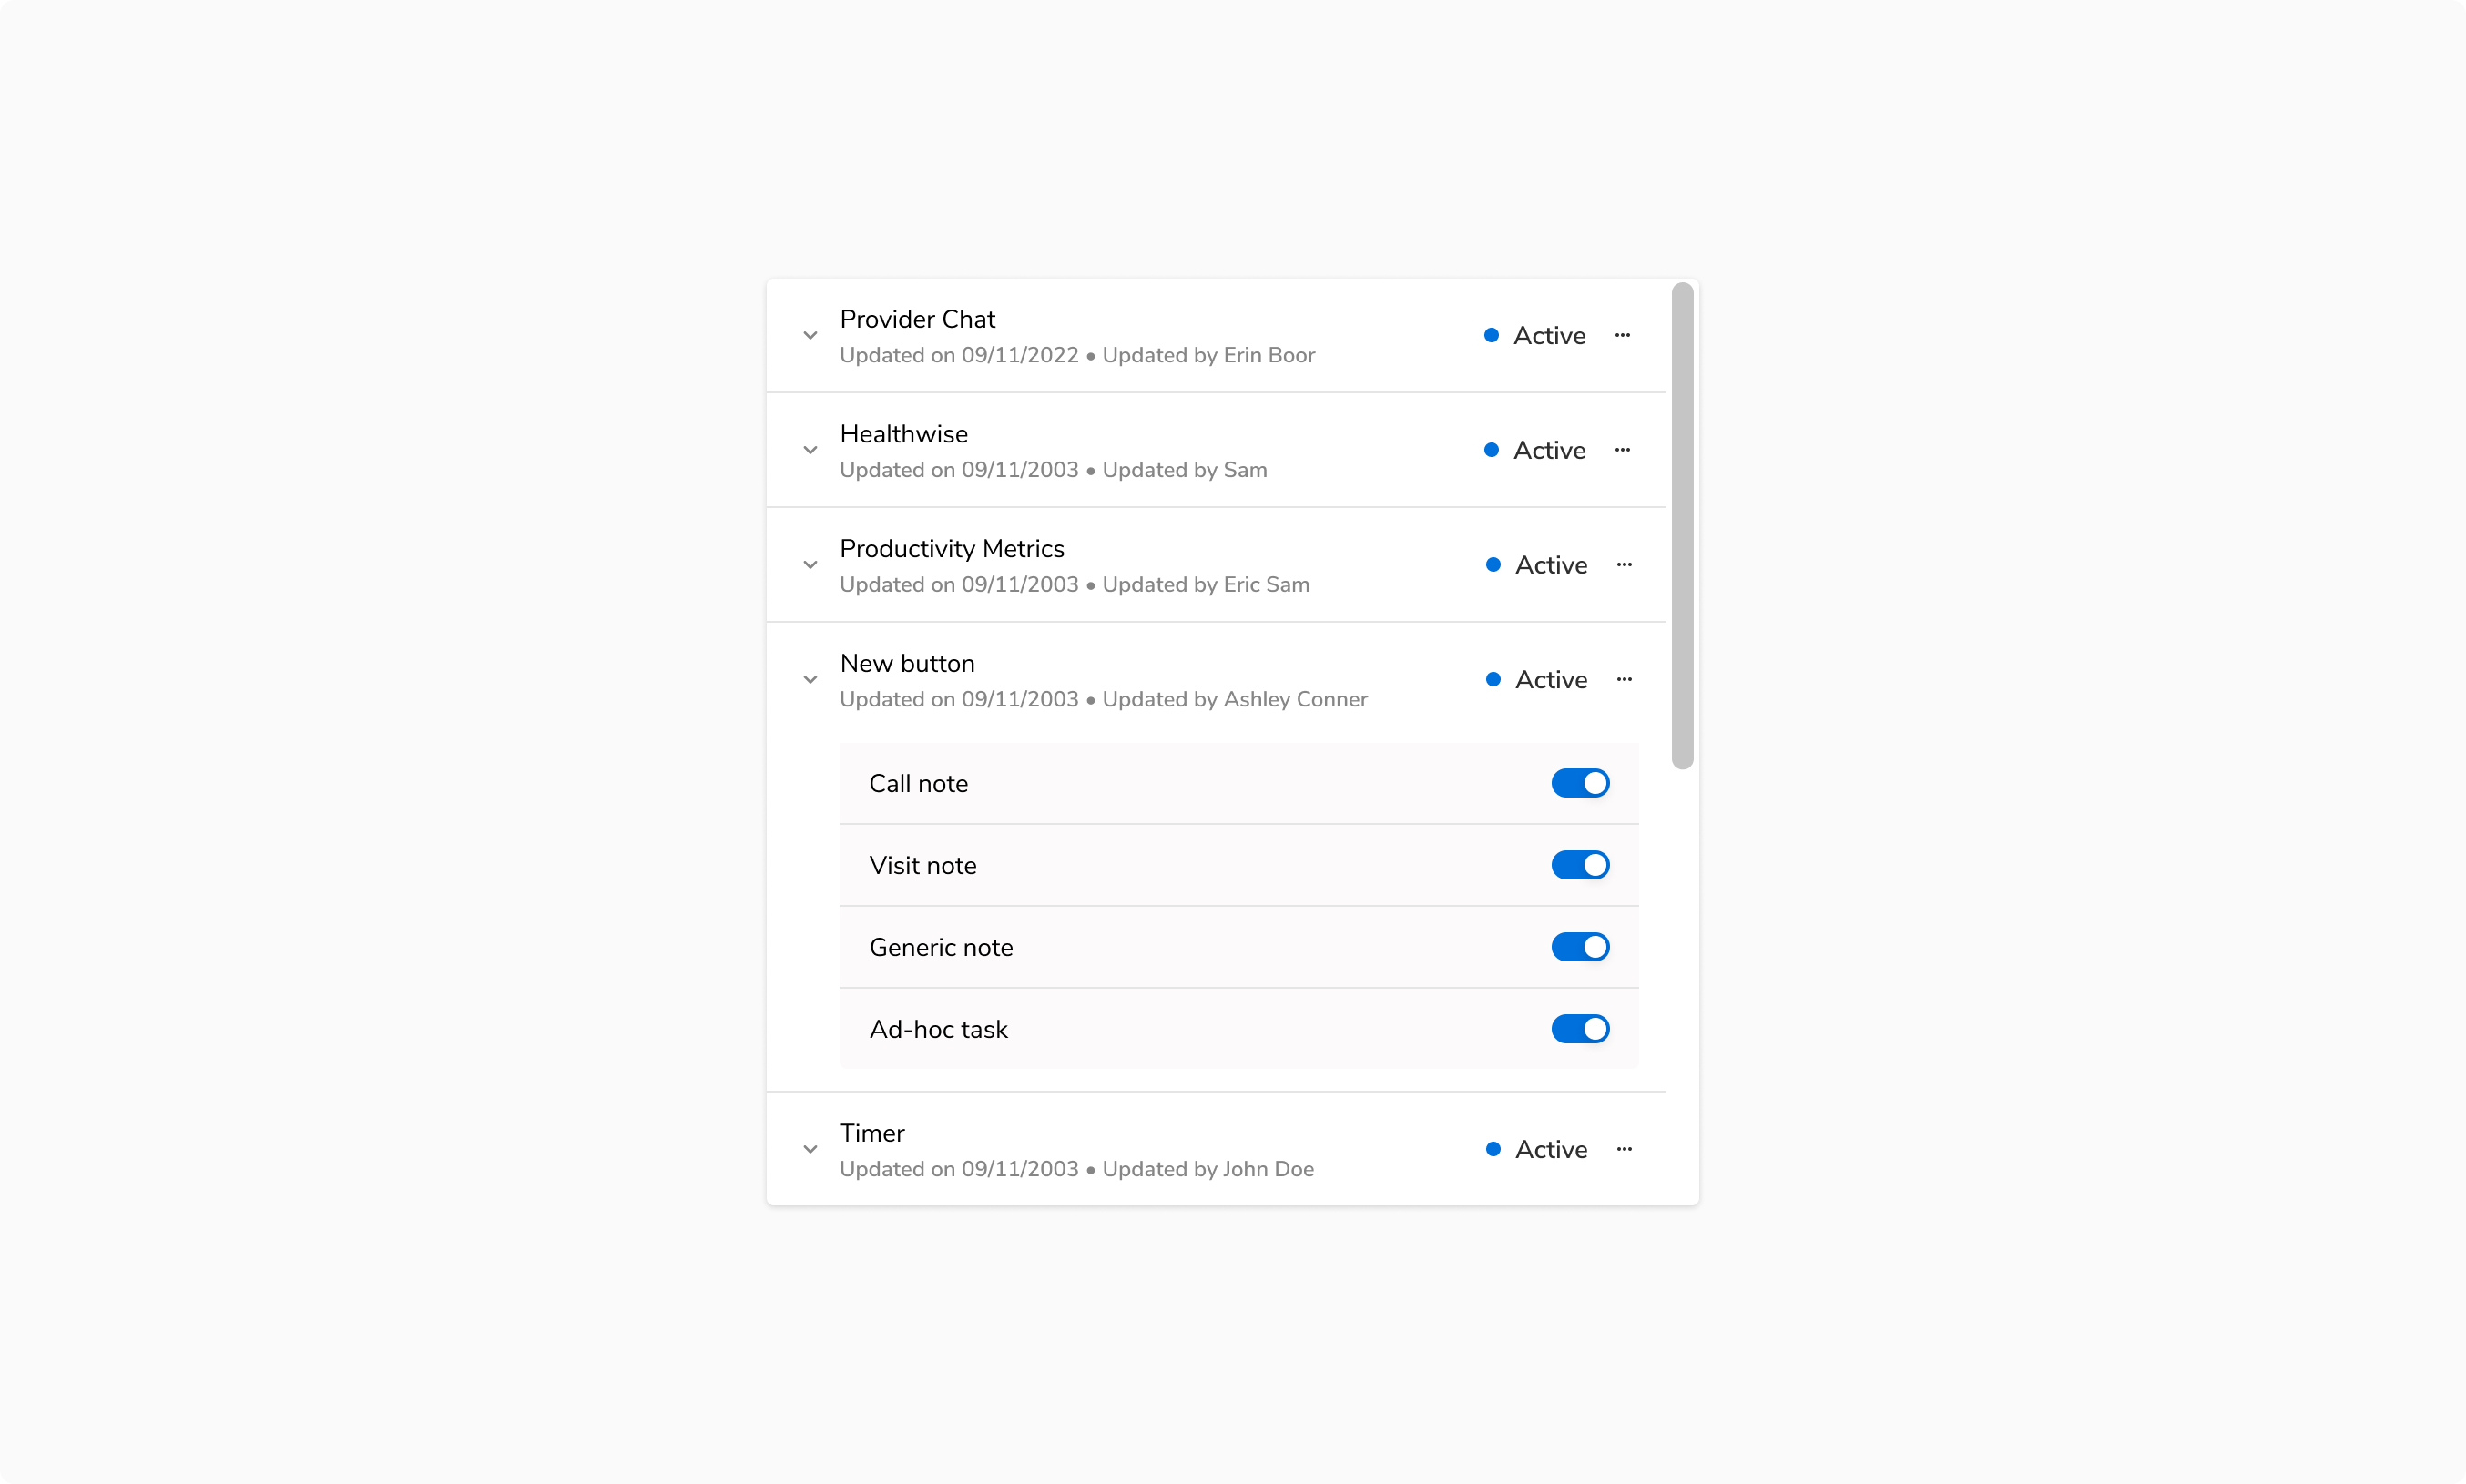 Provider Chat
Updated on 09/11/2022 • Updated by Erin Boor
Active
Healthwise
Updated on 09/11/2003 • Updated by Sam
Active
Productivity Metrics
Updated on 09/11/2003 • Updated by Eric Sam
Active
New button
Updated on 09/11/2003 • Updated by Ashley Conner
Active
Call note
Visit note
Generic note
Ad-hoc task
Timer
Updated on 09/11/2003 • Updated by John Doe
Active